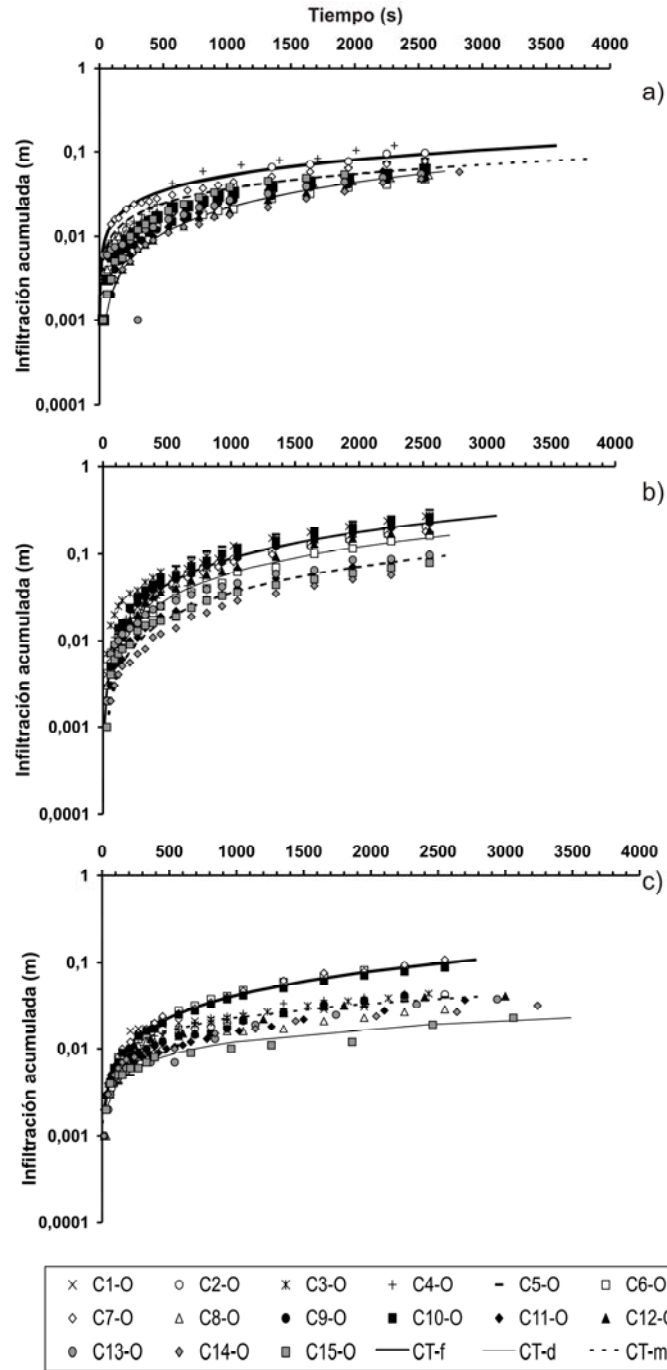 Tiempo (s)
0 500 1000 1500 2000 2500 3000 3500 4000
a)
1
0,1
0,01
0,001
0,0001
Infiltración acumulada (m)
0 500 1000 1500 2000 2500 3000 3500 4000
b)
1
0,1
0,01
0,001
0,0001
Infiltración acumulada (m)
0 500 1000 1500 2000 2500 3000 3500 4000
c)
1
0,1
0,01
0,001
0,0001
Infiltración acumulada (m)
C1-O C2-O C3-O C4-O C5-O C6-O
C7-O C8-O C9-O C10-O C11-O C12-O
C13-O C14-O C15-O CT-f CT-d CT-m